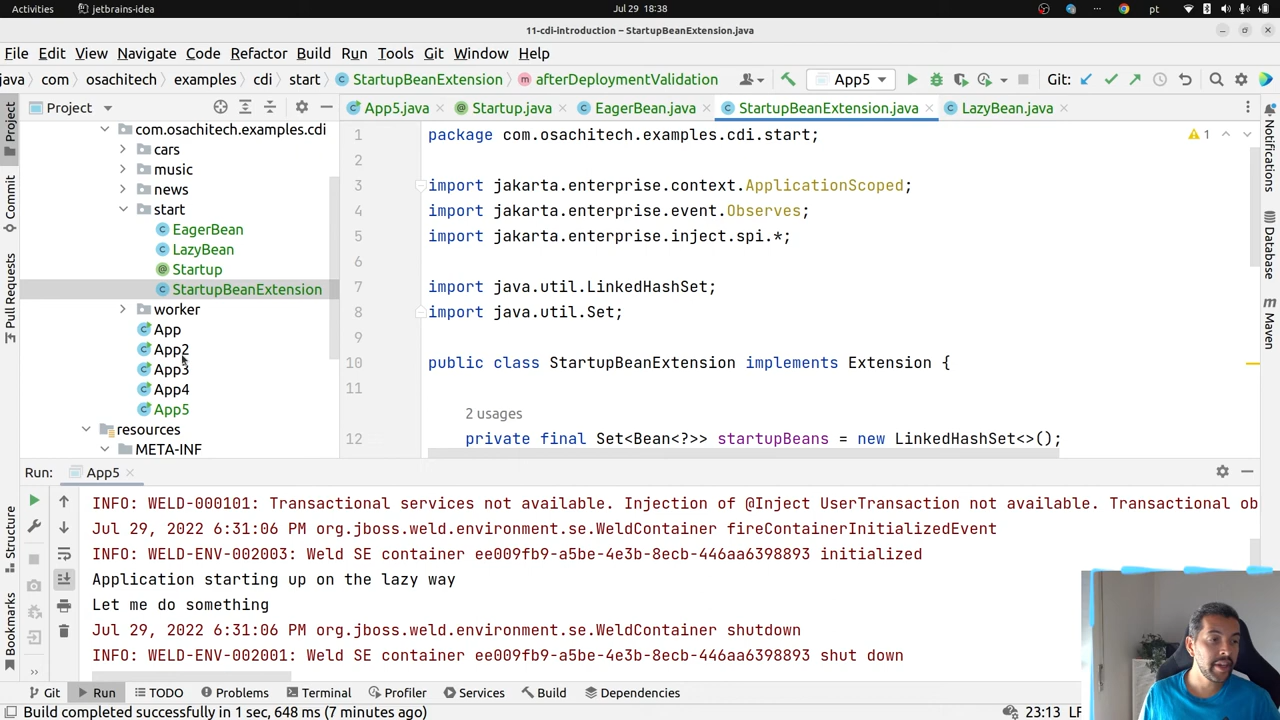 Activities
jetbrains-idea
Jul 29 18:38
pt
11-cdi-introduction – StartupBeanExtension.java
File Edit View Navigate Code Refactor Build Run Tools Git Window Help
java com osachitech examples cdi start StartupBeanExtension afterDeploymentValidation
App5
Git:
Project
App5.java Startup.java EagerBean.java StartupBeanExtension.java LazyBean.java
Project
Commit
Pull Requests
Structure
Bookmarks
com.osachitech.examples.cdi
cars
music
news
start
EagerBean
LazyBean
Startup
StartupBeanExtension
worker
App
App2
App3
App4
App5
resources
META-INF
1 package com.osachitech.examples.cdi.start;
2
3 import jakarta.enterprise.context.ApplicationScoped;
4 import jakarta.enterprise.event.Observes;
5 import jakarta.enterprise.inject.spi.*;
6
7 import java.util.LinkedHashSet;
8 import java.util.Set;
9
10 public class StartupBeanExtension implements Extension {
11
2 usages
12 private final Set<Bean<?>> startupBeans = new LinkedHashSet<>();
1
Notifications
Database
Maven
Run: App5
INFO: WELD-000101: Transactional services not available. Injection of @Inject UserTransaction not available. Transactional ob
Jul 29, 2022 6:31:06 PM org.jboss.weld.environment.se.WeldContainer fireContainerInitializedEvent
INFO: WELD-ENV-002003: Weld SE container ee009fb9-a5be-4e3b-8ecb-446aa6398893 initialized
Application starting up on the lazy way
Let me do something
Jul 29, 2022 6:31:06 PM org.jboss.weld.environment.se.WeldContainer shutdown
INFO: WELD-ENV-002001: Weld SE container ee009fb9-a5be-4e3b-8ecb-446aa6398893 shut down
Git Run TODO Problems Terminal Profiler Services Build Dependencies
Build completed successfully in 1 sec, 648 ms (7 minutes ago)
23:13 LF